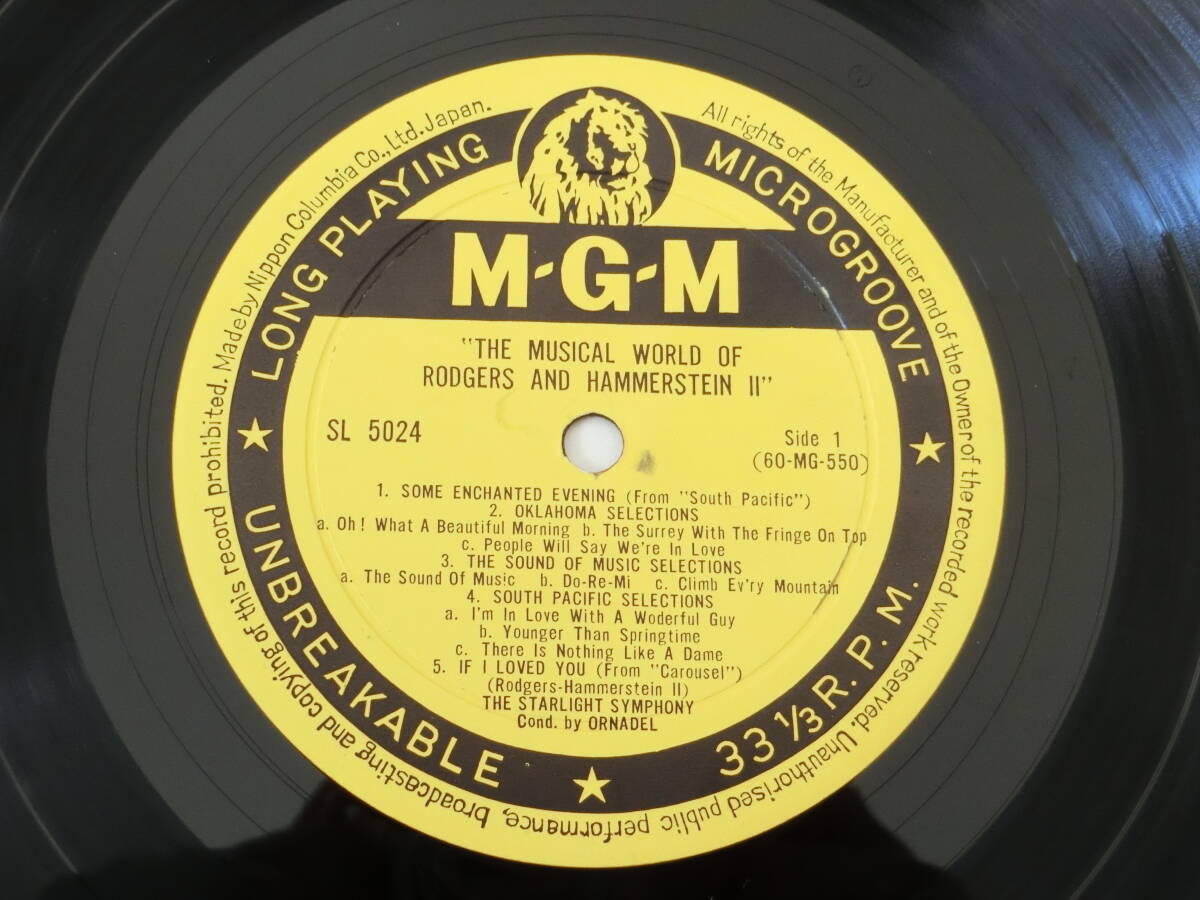 Made by Nippon Columbia Co., Ltd. Japan.
All rights of the Manufacturer and of the Owner of the recorded work reserved. Unauthorised public performance, broadcasting and copying of this record prohibited.
LONG PLAYING
MICROGROOVE
M-G-M
"THE MUSICAL WORLD OF
RODGERS AND HAMMERSTEIN II"
SL 5024
Side 1
(60-MG-550)
1. SOME ENCHANTED EVENING (From "South Pacific")
2. OKLAHOMA SELECTIONS
a. Oh! What A Beautiful Morning b. The Surrey With The Fringe On Top
c. People Will Say We're In Love
3. THE SOUND OF MUSIC SELECTIONS
a. The Sound Of Music b. Do-Re-Mi c. Climb Ev'ry Mountain
4. SOUTH PACIFIC SELECTIONS
a. I'm In Love With A Woderful Guy
b. Younger Than Springtime
c. There Is Nothing Like A Dame
5. IF I LOVED YOU (From "Carousel")
(Rodgers-Hammerstein II)
THE STARLIGHT SYMPHONY
Cond. by ORNADEL
UNBREAKABLE
33 1/3 R. P. M.